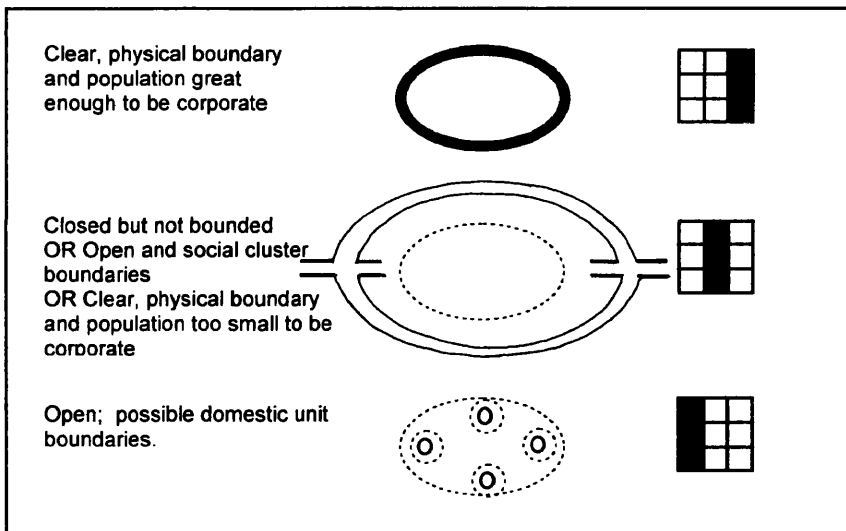 Clear, physical boundary
and population great
enough to be corporate
Closed but not bounded
OR Open and social cluster
boundaries
OR Clear, physical boundary
and population too small to be
corporate
Open; possible domestic unit
boundaries.